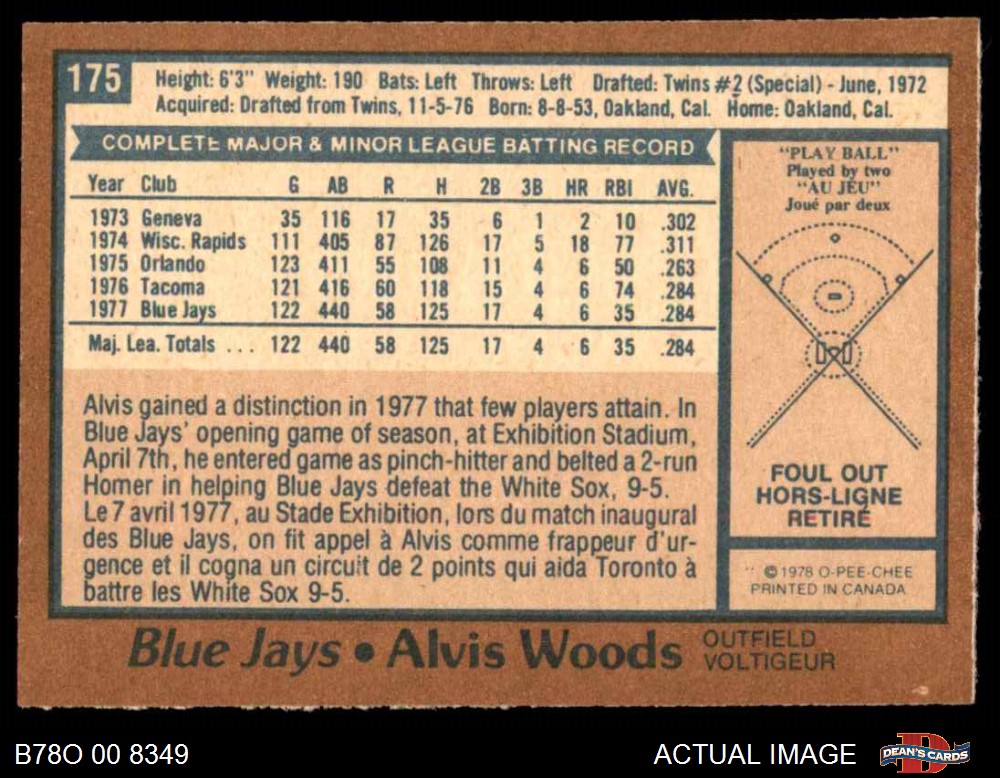 175
Height: 6'3" Weight: 190 Bats: Left Throws: Left Drafted: Twins #2 (Special) - June, 1972
Acquired: Drafted from Twins, 11-5-76 Born: 8-8-53, Oakland, Cal. Home: Oakland, Cal.
COMPLETE MAJOR & MINOR LEAGUE BATTING RECORD
Year Club G AB R H 2B 3B HR RBI AVG.
1973 Geneva 35 116 17 35 6 1 2 10 .302
1974 Wisc. Rapids 111 405 87 126 17 5 18 77 .311
1975 Orlando 123 411 55 108 11 4 6 50 .263
1976 Tacoma 121 416 60 118 15 4 6 74 .284
1977 Blue Jays 122 440 58 125 17 4 6 35 .284
Maj. Lea. Totals ... 122 440 58 125 17 4 6 35 .284
Alvis gained a distinction in 1977 that few players attain. In
Blue Jays' opening game of season, at Exhibition Stadium,
April 7th, he entered game as pinch-hitter and belted a 2-run
Homer in helping Blue Jays defeat the White Sox, 9-5.
Le 7 avril 1977, au Stade Exhibition, lors du match inaugural
des Blue Jays, on fit appel à Alvis comme frappeur d'ur-
gence et il cogna un circuit de 2 points qui aida Toronto à
battre les White Sox 9-5.
"PLAY BALL"
Played by two
"AU JEU"
Joué par deux
FOUL OUT
HORS-LIGNE
RETIRÉ
© 1978 O-PEE-CHEE
PRINTED IN CANADA
Blue Jays • Alvis Woods
OUTFIELD
VOLTIGEUR
B78O 00 8349
ACTUAL IMAGE
DEAN'S CARDS